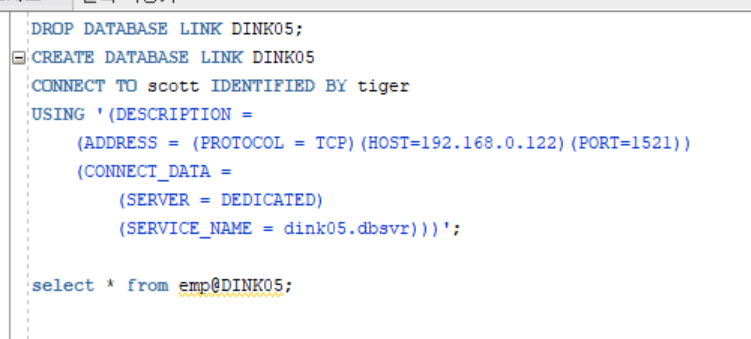 DROP DATABASE LINK DINK05;
CREATE DATABASE LINK DINK05
CONNECT TO scott IDENTIFIED BY tiger
USING '(DESCRIPTION =
(ADDRESS = (PROTOCOL = TCP)(HOST=192.168.0.122)(PORT=1521))
(CONNECT_DATA =
(SERVER = DEDICATED)
(SERVICE_NAME = dink05.dbsvr)))';
select * from emp@DINK05;